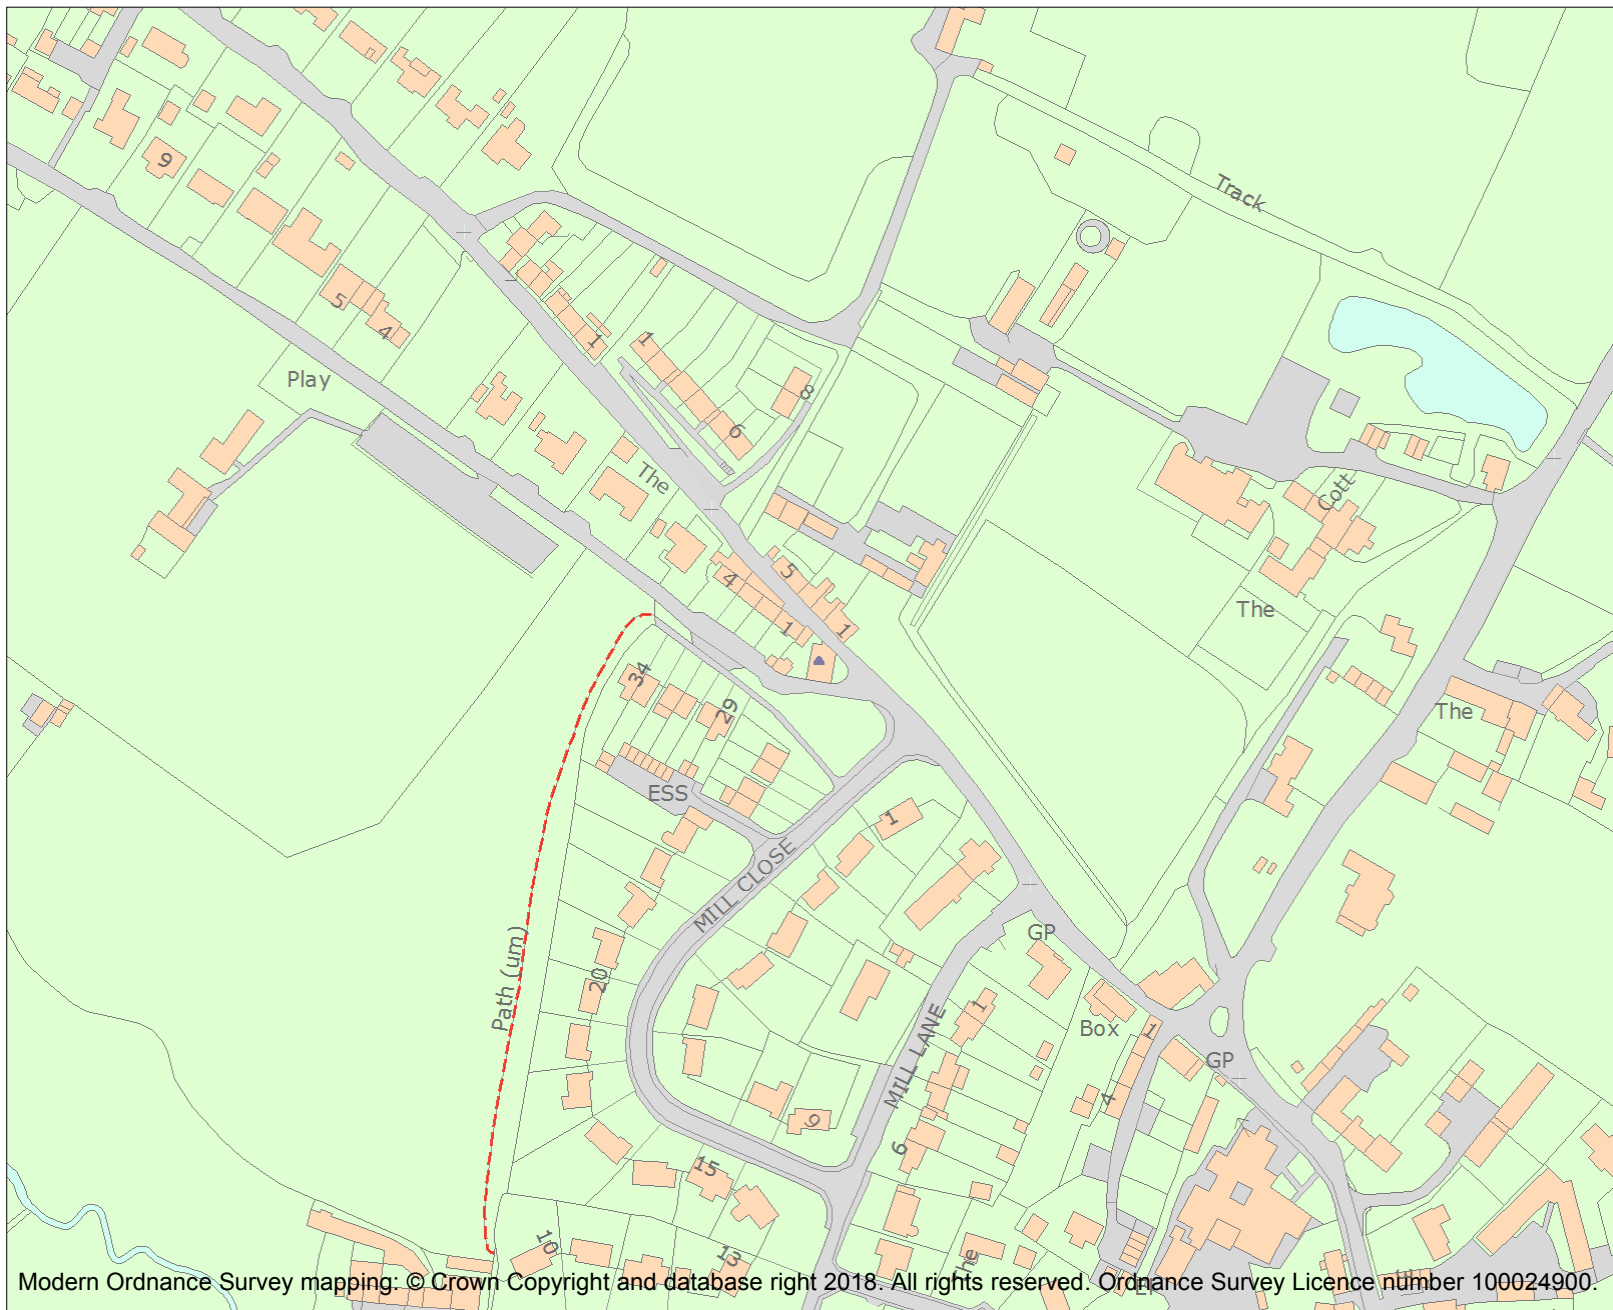 9
Track
5
4
1
1
Play
8
6
The
Cott
4
5
1
1
The
34
29
The
ESS
1
MILL CLOSE
Path (um)
GP
20
1
Box
1
GP
MILL LANE
4
9
6
15
10
13
The
Modern Ordnance Survey mapping: © Crown Copyright and database right 2018. All rights reserved. Ordnance Survey Licence number 100024900.